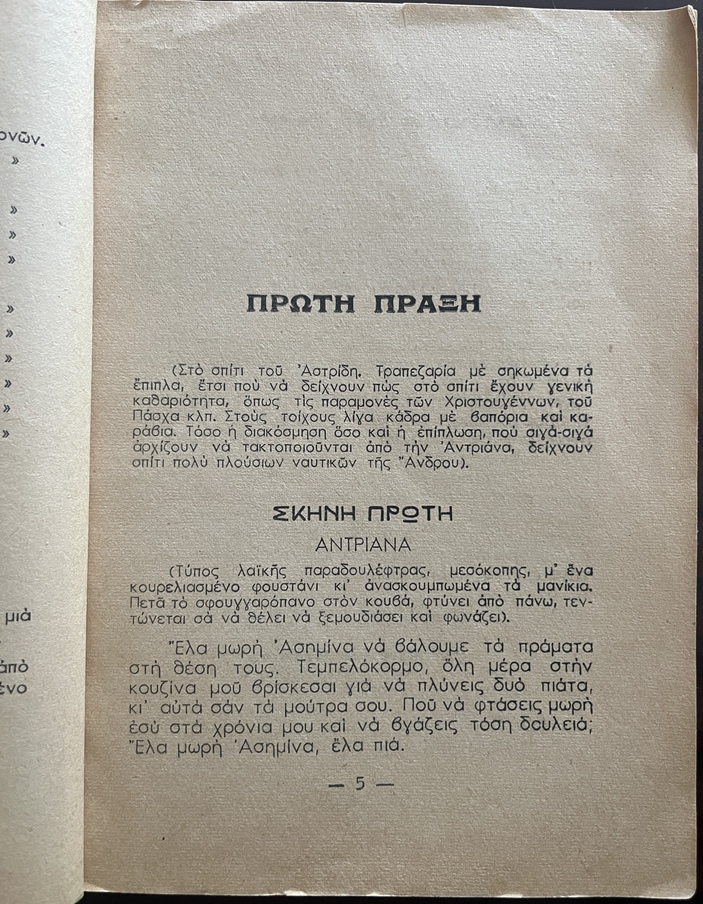 ονῶν.
»
»
»
»
»
»
»
»
»
»
μιὰ
ἀπὸ
ένο
ΠΡΩΤΗ ΠΡΑΞΗ
(Στὸ σπίτι τοῦ Ἀστρίδη. Τραπεζαρία μὲ σηκωμένα τὰ
ἔπιπλα, ἔτσι ποὺ νὰ δείχνουν πὼς στὸ σπίτι ἔχουν γενικὴ
καθαριότητα, ὅπως τὶς παραμονὲς τῶν Χριστουγέννων, τοῦ
Πάσχα κλπ. Στοὺς τοίχους λίγα κάδρα μὲ βαπόρια καὶ κα-
ράβια. Τόσο ἡ διακόσμηση ὅσο καὶ ἡ ἐπίπλωση, ποὺ σιγά-σιγά
ἀρχίζουν νὰ τακτοποιοῦνται ἀπὸ τὴν Ἀντριάνα, δείχνουν
σπίτι πολὺ πλούσιων ναυτικῶν τῆς Ἄνδρου).
ΣΚΗΝΗ ΠΡΩΤΗ
ΑΝΤΡΙΑΝΑ
(Τύπος λαϊκῆς παραδουλέφτρας, μεσόκοπης, μ' ἕνα
κουρελιασμένο φουστάνι κι' ἀνασκουμπωμένα τὰ μανίκια.
Πετᾶ τὸ σφουγγαρόπανο στὸν κουβά, φτύνει ἀπὸ πάνω, τεν-
τώνεται σὰ νὰ θέλει νὰ ξεμουδιάσει καὶ φωνάζει).
Ἔλα μωρὴ Ἀσημίνα νὰ βάλουμε τὰ πράματα
στὴ θέση τους. Τεμπελόκορμο, ὅλη μέρα στὴν
κουζίνα μοῦ βρίσκεσαι γιὰ νὰ πλύνεις δυὸ πιάτα,
κι' αὐτὰ σὰν τὰ μούτρα σου. Ποῦ νὰ φτάσεις μωρὴ
ἐσὺ στὰ χρόνια μου καὶ νὰ βγάζεις τόση δουλειά;
Ἔλα μωρὴ Ἀσημίνα, ἔλα πιά.
— 5 —